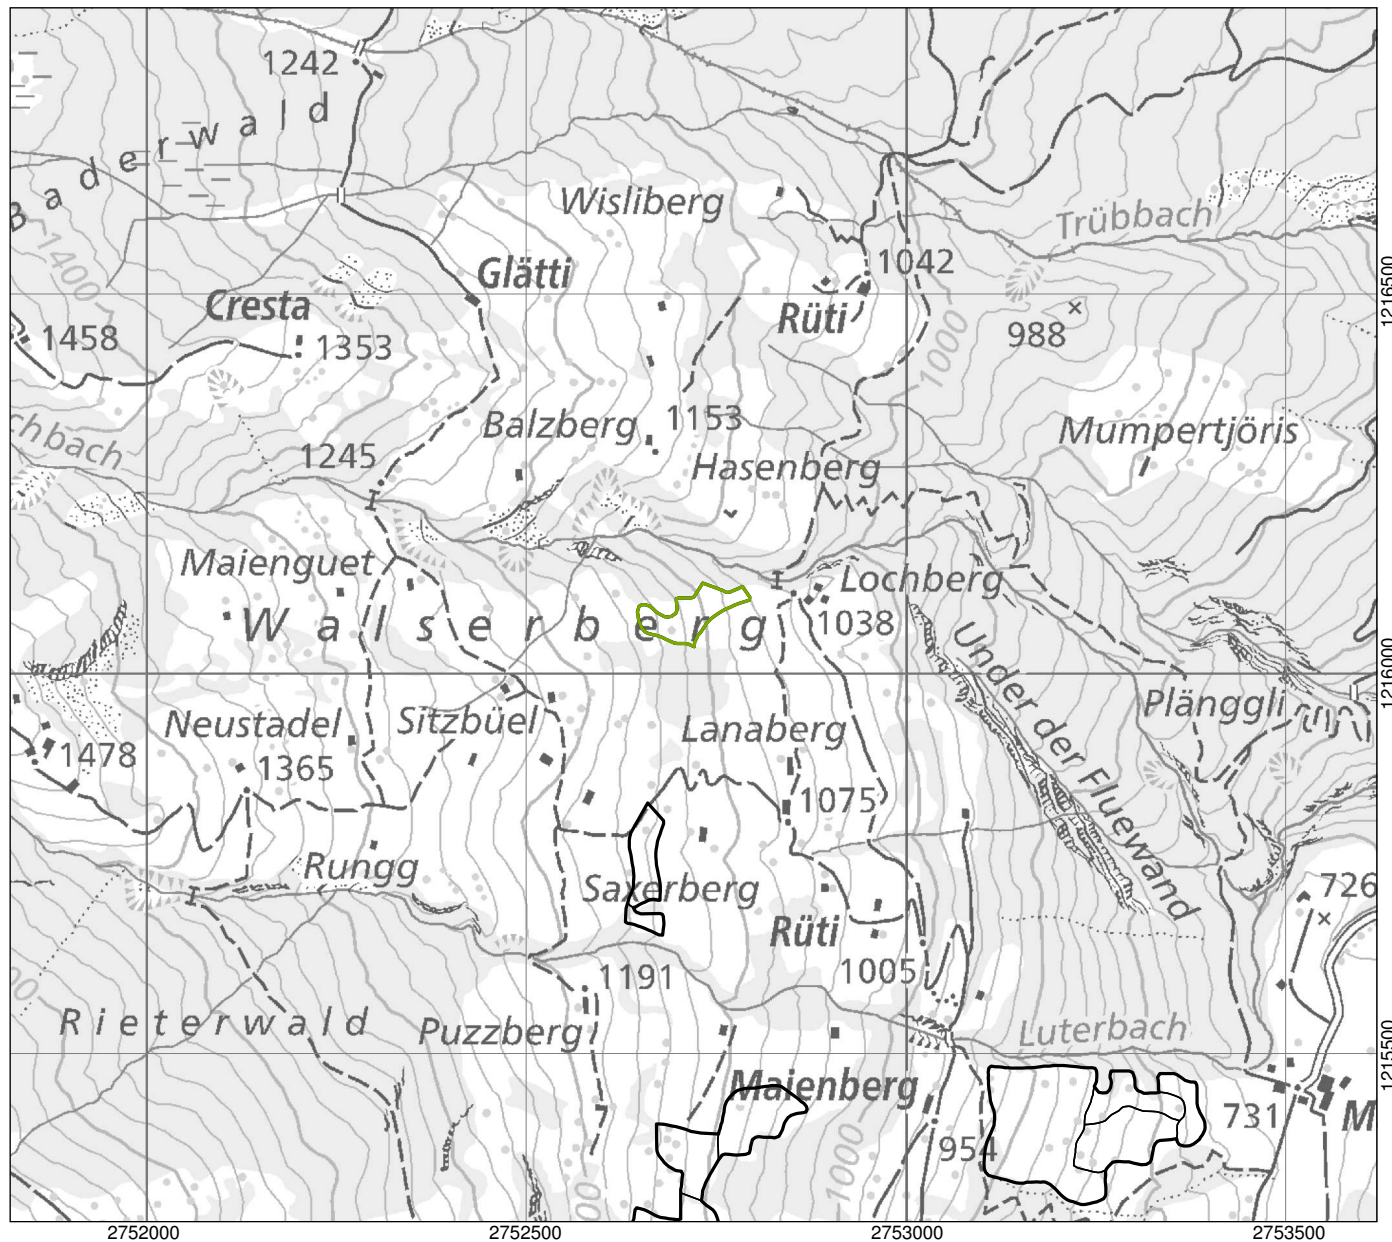 1242
Baderwald
Wisliberg
Trübbach
1400
Glätti
1042
1216500
Cresta
Rüti
988
1458
1353
1000
1153
Balzberg
Mumpertjöris
chbach
1245
Hasenberg
Maienguet
Lochberg
Walserberg
1038
Under der Fluewand
1216000
Plänggli
Neustadel
Sitzbüel
Lanaberg
1478
1365
1075
Rungg
Saxerberg
726
Rüti
1191
1005
00
Rieterwald
Puzzberg
Luterbach
1215500
Maienberg
731
M
954
1000
00
2752000
2752500
2753000
2753500